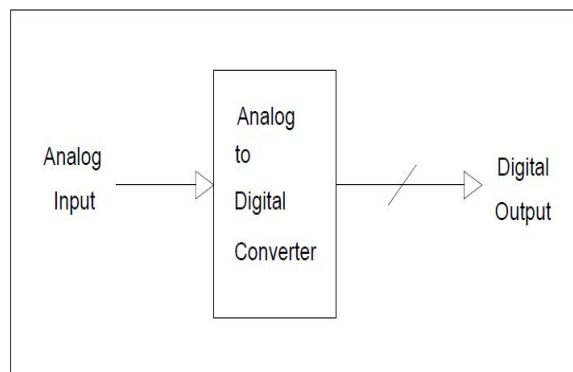 Analog
Input
Analog
to
Digital
Converter
Digital
Output